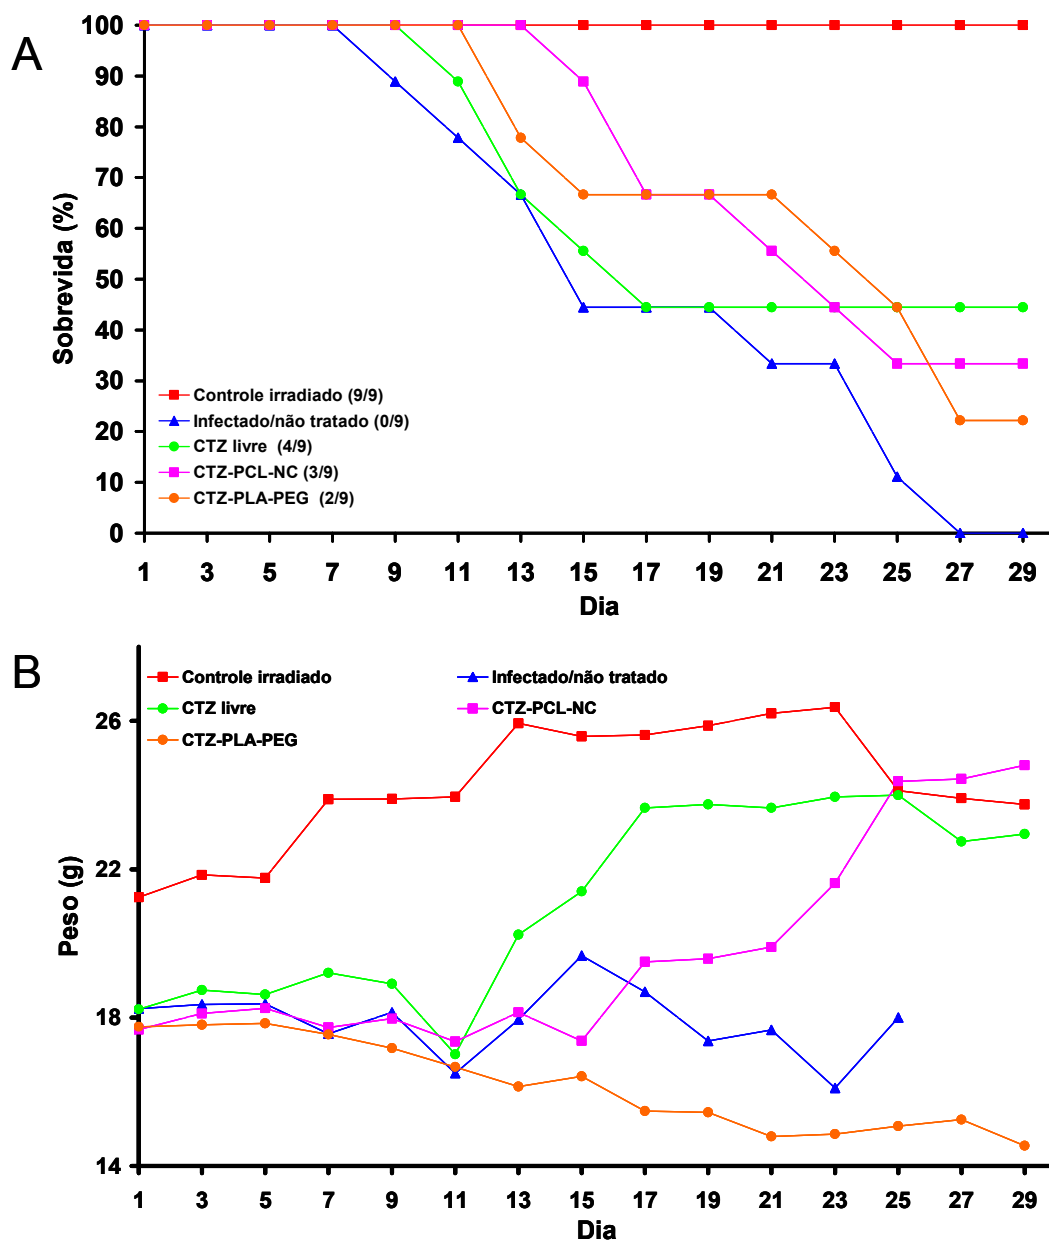 A
100
90
80
70
60
50
40
30
20
10
0
Sobrevida (%)
Controle irradiado (9/9)
Infectado/não tratado (0/9)
CTZ livre (4/9)
CTZ-PCL-NC (3/9)
CTZ-PLA-PEG (2/9)
1 3 5 7 9 11 13 15 17 19 21 23 25 27 29
Dia
B
Controle irradiado Infectado/não tratado
CTZ livre CTZ-PCL-NC
CTZ-PLA-PEG
26
22
18
14
Peso (g)
1 3 5 7 9 11 13 15 17 19 21 23 25 27 29
Dia